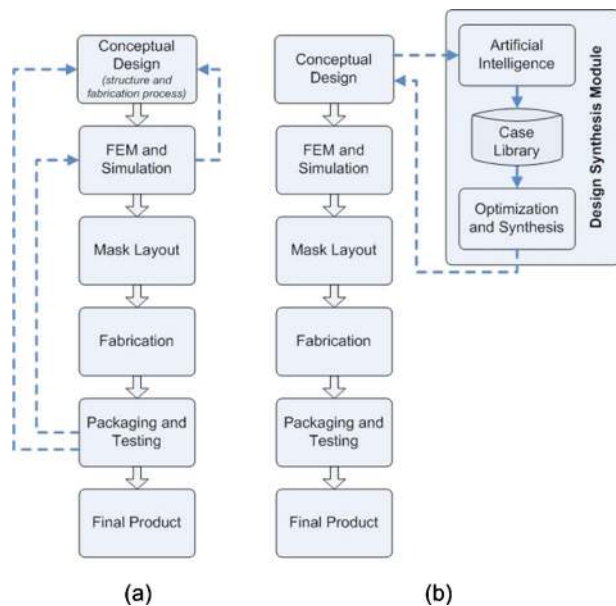 Conceptual
Design
(structure and
fabrication process)
FEM and
Simulation
Mask Layout
Fabrication
Packaging and
Testing
Final Product
(a)
Conceptual
Design
FEM and
Simulation
Mask Layout
Fabrication
Packaging and
Testing
Final Product
Artificial
Intelligence
Case
Library
Optimization
and Synthesis
Design Synthesis Module
(b)